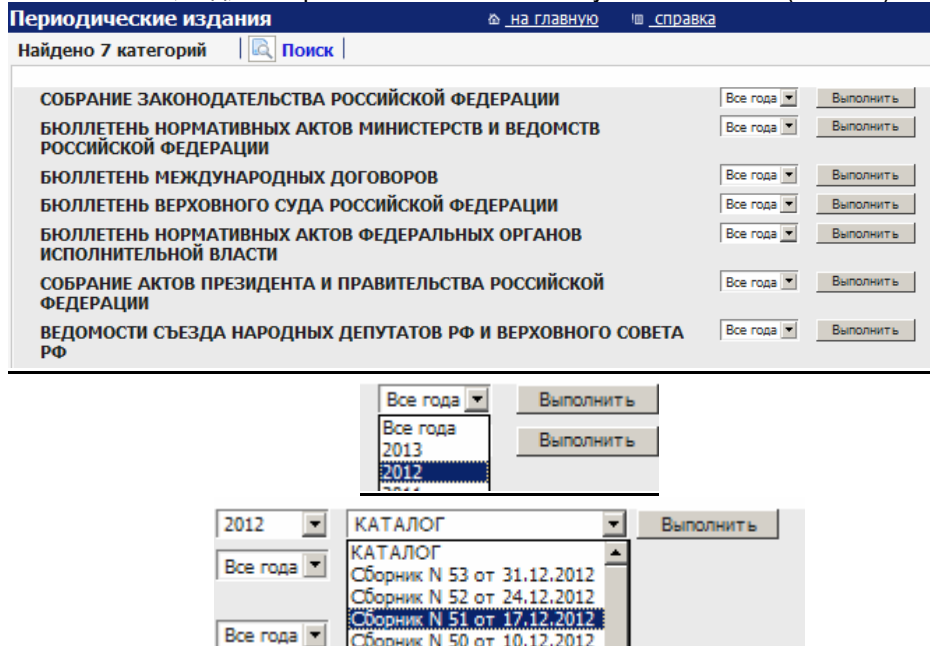 Периодические издания на главную справка
Найдено 7 категорий Поиск
СОБРАНИЕ ЗАКОНОДАТЕЛЬСТВА РОССИЙСКОЙ ФЕДЕРАЦИИ Все года Выполнить
БЮЛЛЕТЕНЬ НОРМАТИВНЫХ АКТОВ МИНИСТЕРСТВ И ВЕДОМСТВ Все года Выполнить
РОССИЙСКОЙ ФЕДЕРАЦИИ
БЮЛЛЕТЕНЬ МЕЖДУНАРОДНЫХ ДОГОВОРОВ Все года Выполнить
БЮЛЛЕТЕНЬ ВЕРХОВНОГО СУДА РОССИЙСКОЙ ФЕДЕРАЦИИ Все года Выполнить
БЮЛЛЕТЕНЬ НОРМАТИВНЫХ АКТОВ ФЕДЕРАЛЬНЫХ ОРГАНОВ Все года Выполнить
ИСПОЛНИТЕЛЬНОЙ ВЛАСТИ
СОБРАНИЕ АКТОВ ПРЕЗИДЕНТА И ПРАВИТЕЛЬСТВА РОССИЙСКОЙ Все года Выполнить
ФЕДЕРАЦИИ
ВЕДОМОСТИ СЪЕЗДА НАРОДНЫХ ДЕПУТАТОВ РФ И ВЕРХОВНОГО СОВЕТА Все года Выполнить
РФ
Все года Выполнить
Все года
2013 Выполнить
2012
2012 КАТАЛОГ Выполнить
КАТАЛОГ
Все года Сборник N 53 от 31.12.2012
Сборник N 52 от 24.12.2012
Сборник N 51 от 17.12.2012
Все года Сборник N 50 от 10.12.2012